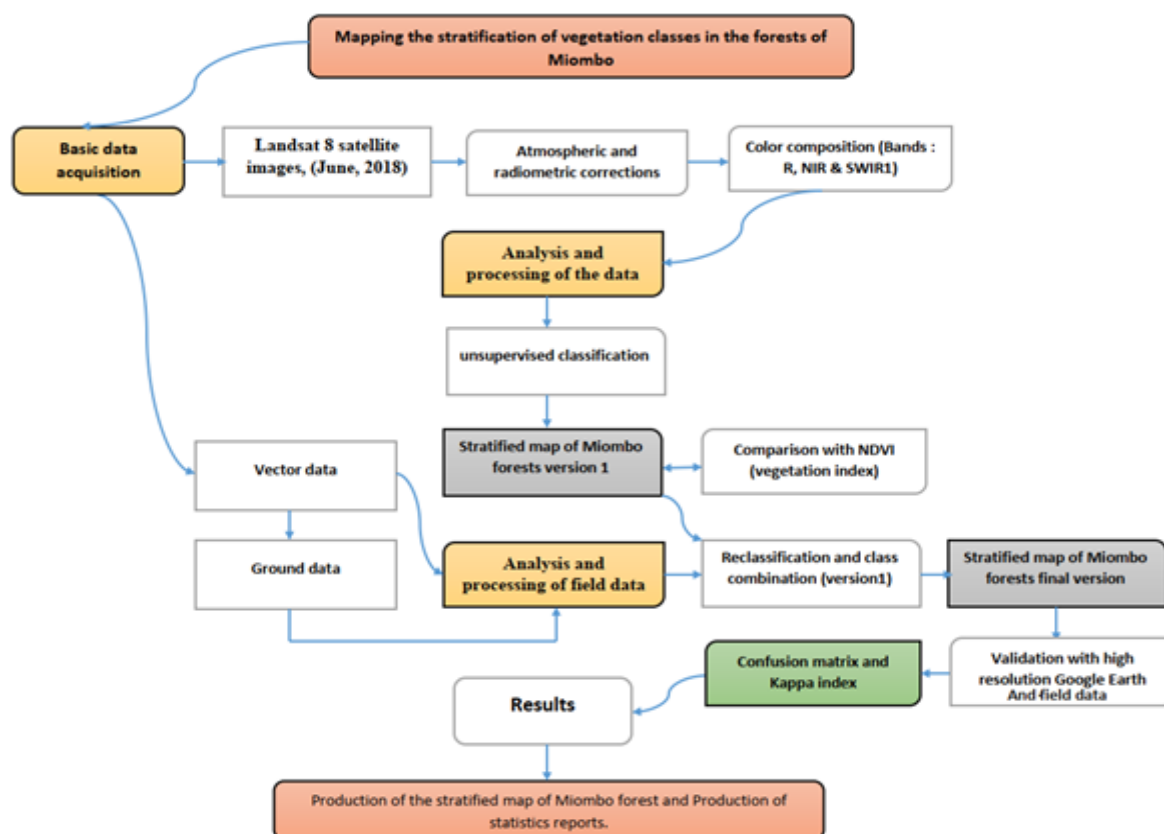 Mapping the stratification of vegetation classes in the forests of
Miombo
Basic data
acquisition
Landsat 8 satellite
images, (June, 2018)
Atmospheric and
radiometric corrections
Color composition (Bands :
R, NIR & SWIR1)
Analysis and
processing of the data
unsupervised classification
Stratified map of Miombo
forests version 1
Comparison with NDVI
(vegetation index)
Vector data
Ground data
Analysis and
processing of field data
Reclassification and class
combination (version1)
Stratified map of Miombo
forests final version
Validation with high
resolution Google Earth
And field data
Confusion matrix and
Kappa index
Results
Production of the stratified map of Miombo forest and Production of
statistics reports.